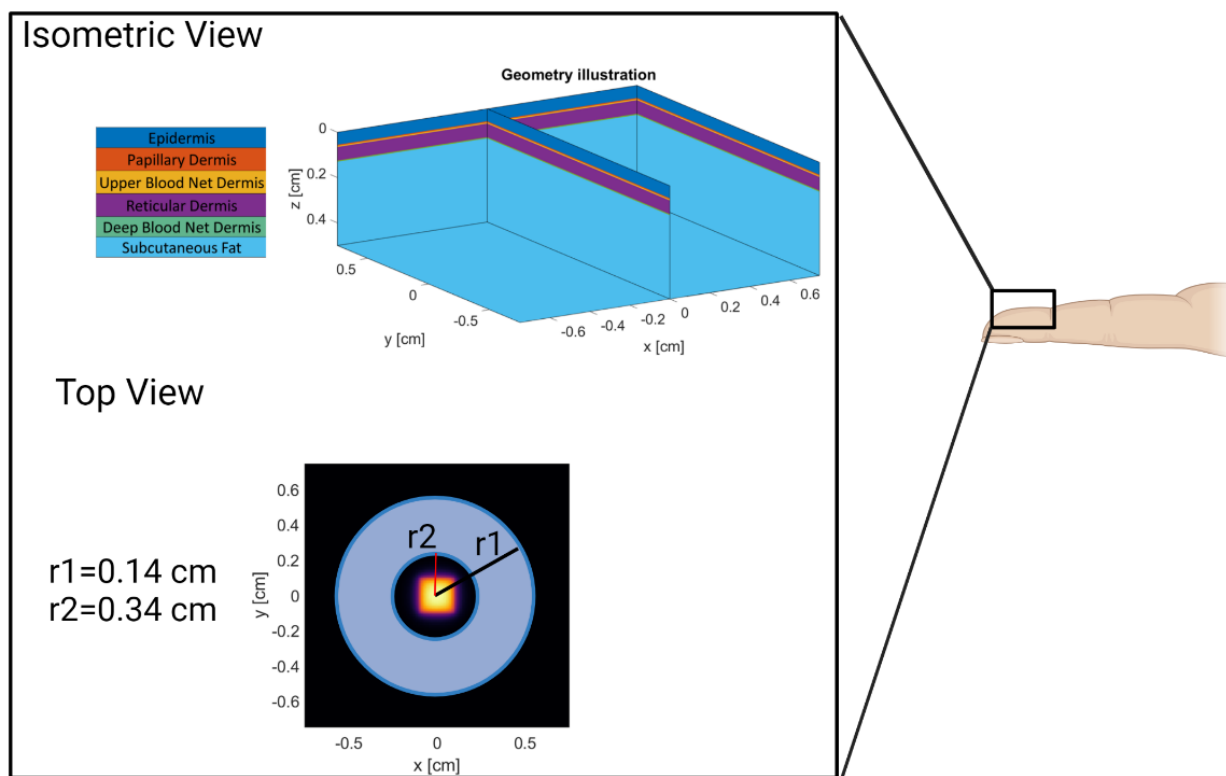 Isometric View
Geometry illustration
Epidermis
Papillary Dermis
Upper Blood Net Dermis
Reticular Dermis
Deep Blood Net Dermis
Subcutaneous Fat
0
0.2
0.4
z [cm]
0.5
0
-0.5
y [cm]
-0.6
-0.4
-0.2
0
0.2
0.4
0.6
x [cm]
Top View
r1=0.14 cm
r2=0.34 cm
0.6
0.4
0.2
0
-0.2
-0.4
-0.6
y [cm]
r2
r1
-0.5
0
0.5
x [cm]